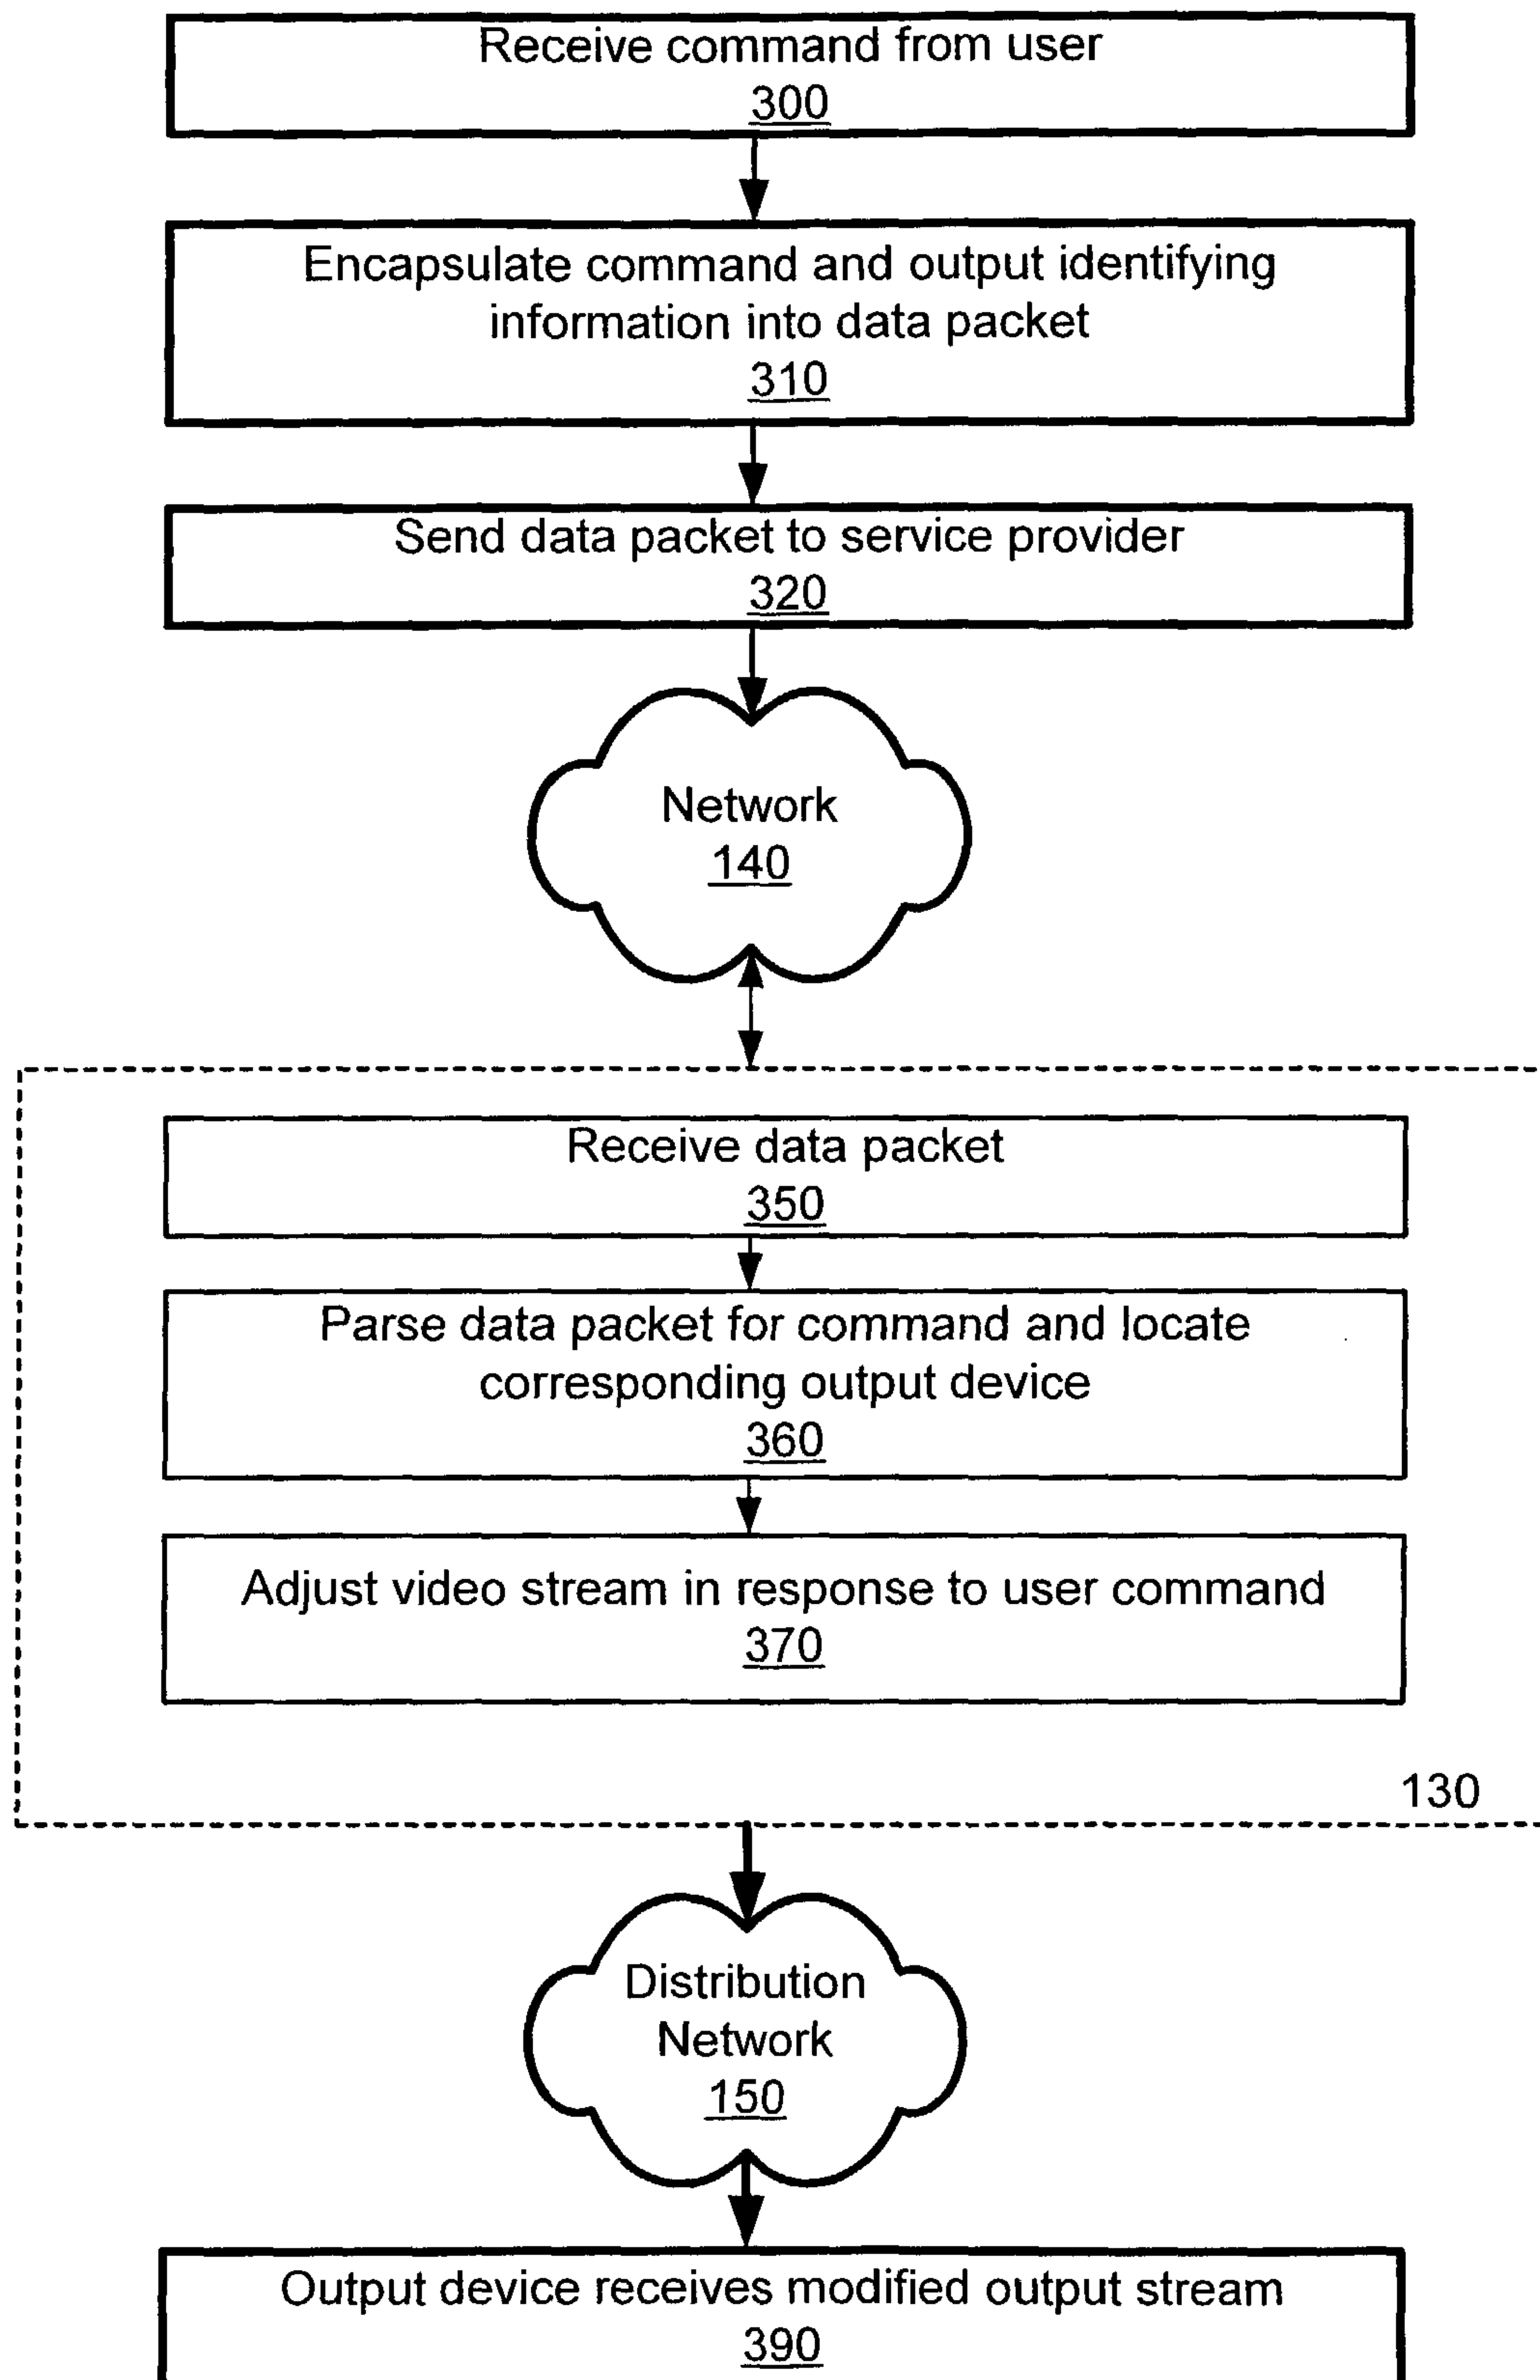 Receive command from user
300
Encapsulate command and output identifying
information into data packet
310
Send data packet to service provider
320
Network
140
Receive data packet
350
Parse data packet for command and locate
corresponding output device
360
Adjust video stream in response to user command
370
130
Distribution
Network
150
Output device receives modified output stream
390